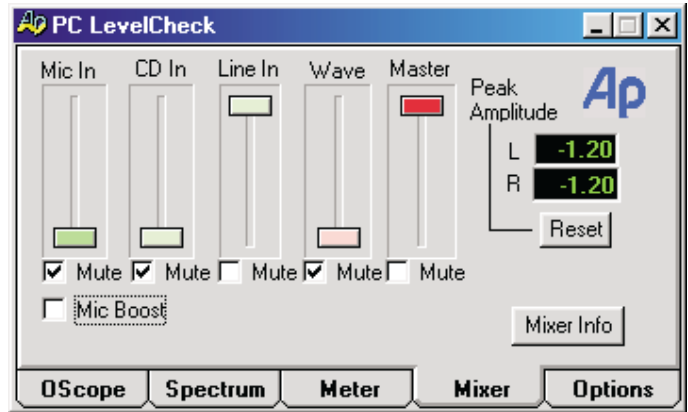 Ap PC LevelCheck
Mic In CD In Line In Wave Master
Peak
Amplitude
Ap
L -1.20
R -1.20
Reset
Mute Mute Mute Mute Mute
Mic Boost
Mixer Info
OScope Spectrum Meter Mixer Options